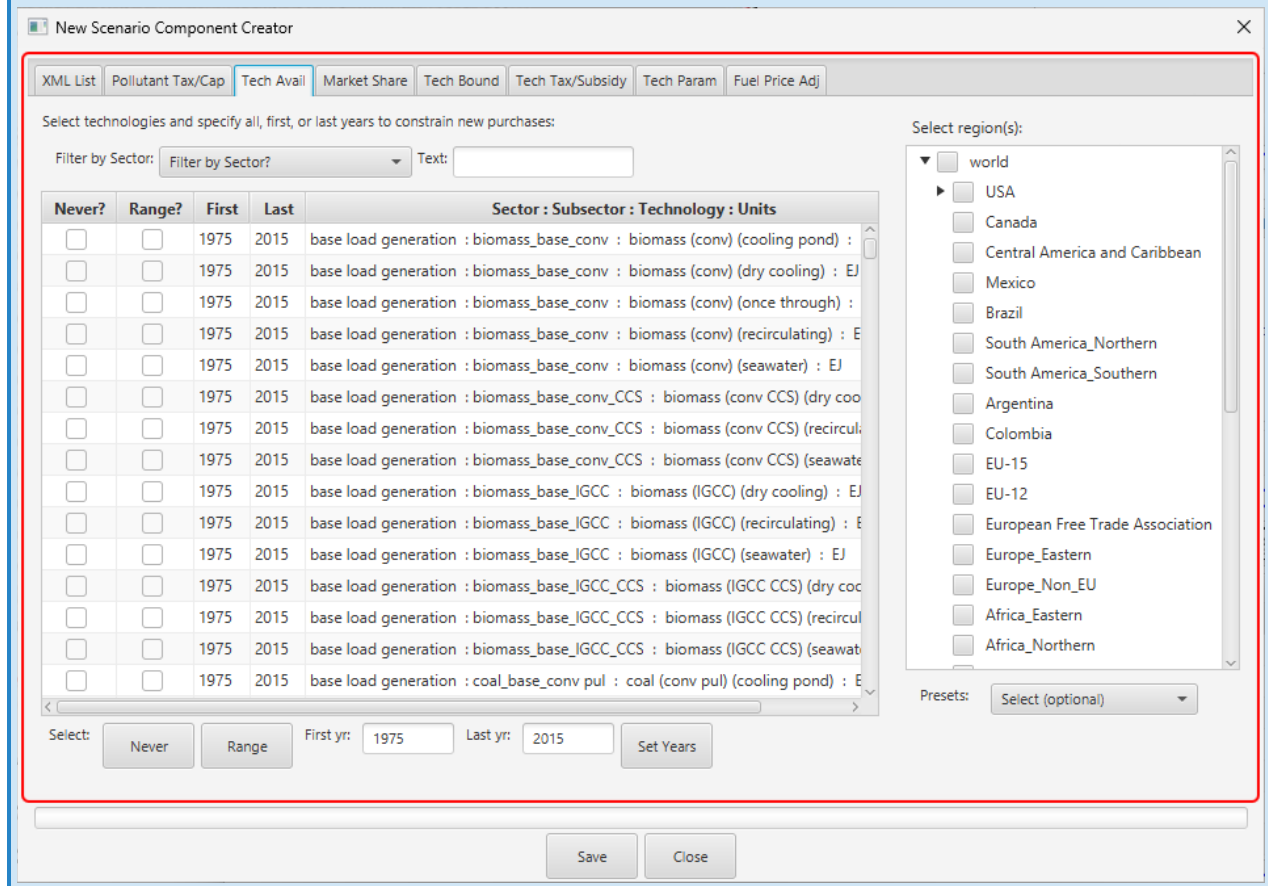 New Scenario Component Creator
XML List Pollutant Tax/Cap Tech Avail Market Share Tech Bound Tech Tax/Subsidy Tech Param Fuel Price Adj
Select technologies and specify all, first, or last years to constrain new purchases:
Filter by Sector: Filter by Sector? Text:
Never? Range? First Last Sector : Subsector : Technology : Units
1975 2015 base load generation : biomass_base_conv : biomass (conv) (cooling pond) :
1975 2015 base load generation : biomass_base_conv : biomass (conv) (dry cooling) : EJ
1975 2015 base load generation : biomass_base_conv : biomass (conv) (once through) :
1975 2015 base load generation : biomass_base_conv : biomass (conv) (recirculating) : E
1975 2015 base load generation : biomass_base_conv : biomass (conv) (seawater) : EJ
1975 2015 base load generation : biomass_base_conv_CCS : biomass (conv CCS) (dry coo
1975 2015 base load generation : biomass_base_conv_CCS : biomass (conv CCS) (recircula
1975 2015 base load generation : biomass_base_conv_CCS : biomass (conv CCS) (seawate
1975 2015 base load generation : biomass_base_IGCC : biomass (IGCC) (dry cooling) : EJ
1975 2015 base load generation : biomass_base_IGCC : biomass (IGCC) (recirculating) : E
1975 2015 base load generation : biomass_base_IGCC : biomass (IGCC) (seawater) : EJ
1975 2015 base load generation : biomass_base_IGCC_CCS : biomass (IGCC CCS) (dry coo
1975 2015 base load generation : biomass_base_IGCC_CCS : biomass (IGCC CCS) (recircul
1975 2015 base load generation : biomass_base_IGCC_CCS : biomass (IGCC CCS) (seawat
1975 2015 base load generation : coal_base_conv pul : coal (conv pul) (cooling pond) : E
Select: Never Range First yr: 1975 Last yr: 2015 Set Years
Select region(s):
world
USA
Canada
Central America and Caribbean
Mexico
Brazil
South America_Northern
South America_Southern
Argentina
Colombia
EU-15
EU-12
European Free Trade Association
Europe_Eastern
Europe_Non_EU
Africa_Eastern
Africa_Northern
Presets: Select (optional)
Save Close